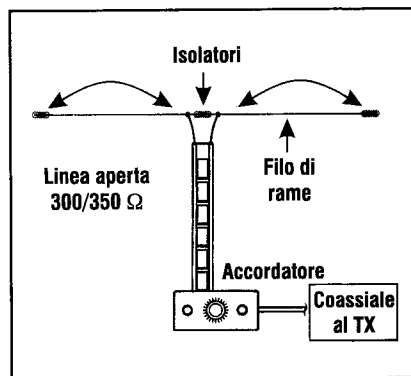 Isolatori
Linea aperta
300/350 Ω
Filo di
rame
Accordatore
Coassiale
al TX